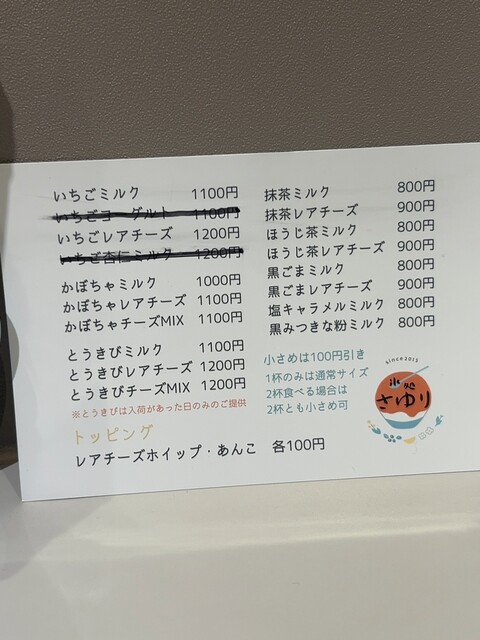 いちごミルク 1100円
いちごヨーグルト 1100円
いちごレアチーズ 1200円
いちご杏仁ミルク 1200円
かぼちゃミルク 1000円
かぼちゃレアチーズ 1100円
かぼちゃチーズMIX 1100円
とうきびミルク 1100円
とうきびレアチーズ 1200円
とうきびチーズMIX 1200円
※とうきびは入荷があった日のみのご提供
トッピング
レアチーズホイップ・あんこ 各100円
抹茶ミルク 800円
抹茶レアチーズ 900円
ほうじ茶ミルク 800円
ほうじ茶レアチーズ 900円
黒ごまミルク 800円
黒ごまレアチーズ 900円
塩キャラメルミルク 800円
黒みつきな粉ミルク 800円
小さめは100円引き
1杯のみは通常サイズ
2杯食べる場合は
2杯とも小さめ可
since2015
氷処
さゆり